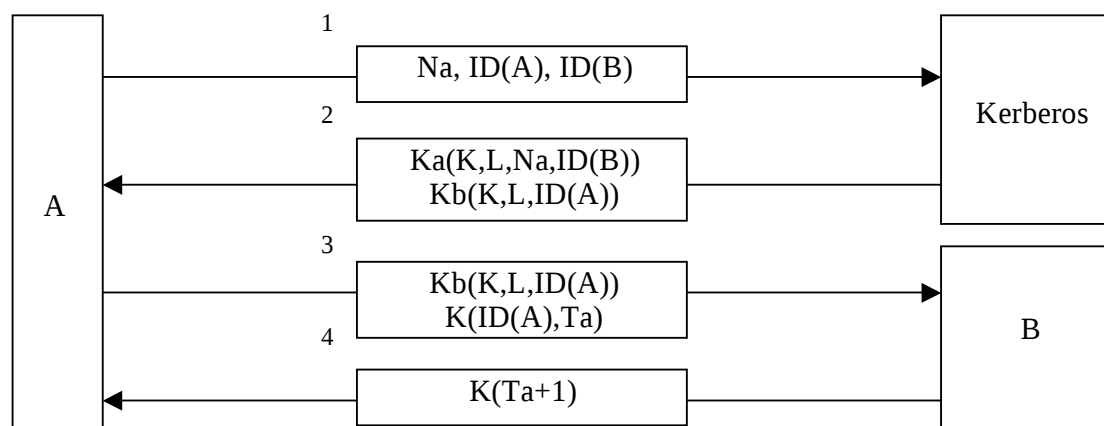 1
Na, ID(A), ID(B)
Kerberos
2
Ka(K,L,Na,ID(B))
Kb(K,L,ID(A))
A
3
Kb(K,L,ID(A))
K(ID(A),Ta)
B
4
K(Ta+1)